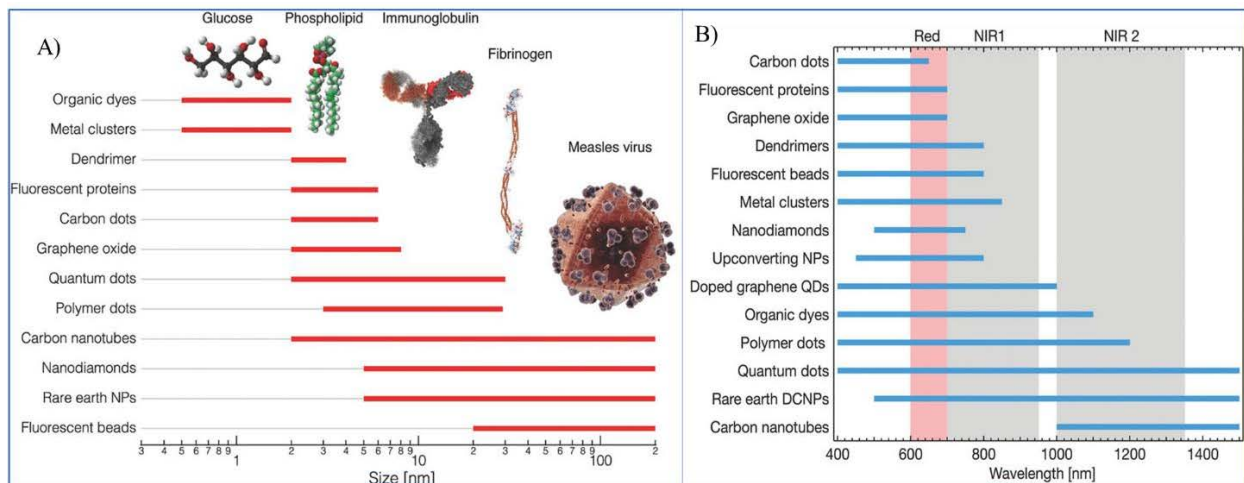 A)
Glucose
Phospholipid
Immunoglobulin
Fibrinogen
Measles virus
Organic dyes
Metal clusters
Dendrimer
Fluorescent proteins
Carbon dots
Graphene oxide
Quantum dots
Polymer dots
Carbon nanotubes
Nanodiamonds
Rare earth NPs
Fluorescent beads
3 4 5 6 7 8 9 1 2 3 4 5 6 7 8 9 10 2 3 4 5 6 7 8 9 100 2
Size [nm]
B)
Red NIR1 NIR 2
Carbon dots
Fluorescent proteins
Graphene oxide
Dendrimers
Fluorescent beads
Metal clusters
Nanodiamonds
Upconverting NPs
Doped graphene QDs
Organic dyes
Polymer dots
Quantum dots
Rare earth DCNPs
Carbon nanotubes
400 600 800 1000 1200 1400
Wavelength [nm]